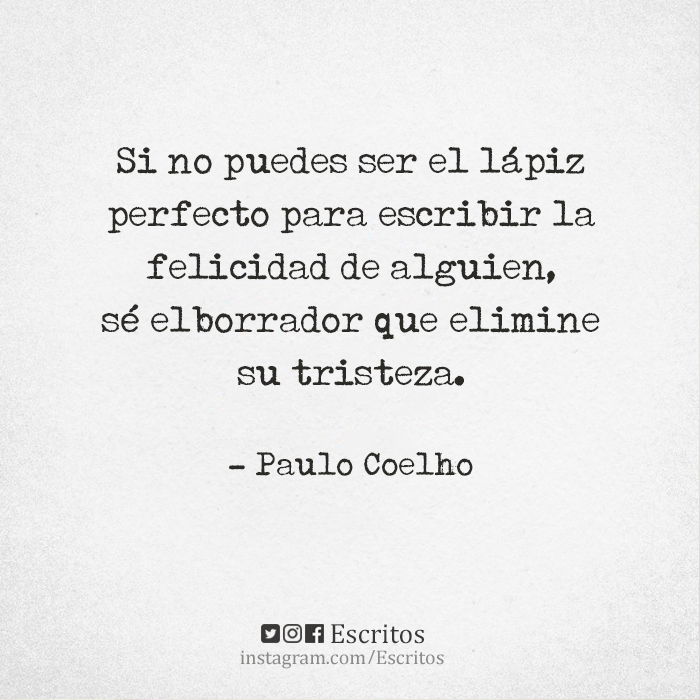 Si no puedes ser el lápiz
perfecto para escribir la
felicidad de alguien,
sé elborrador que elimine
su tristeza.
- Paulo Coelho
Escritos
instagram.com/Escritos